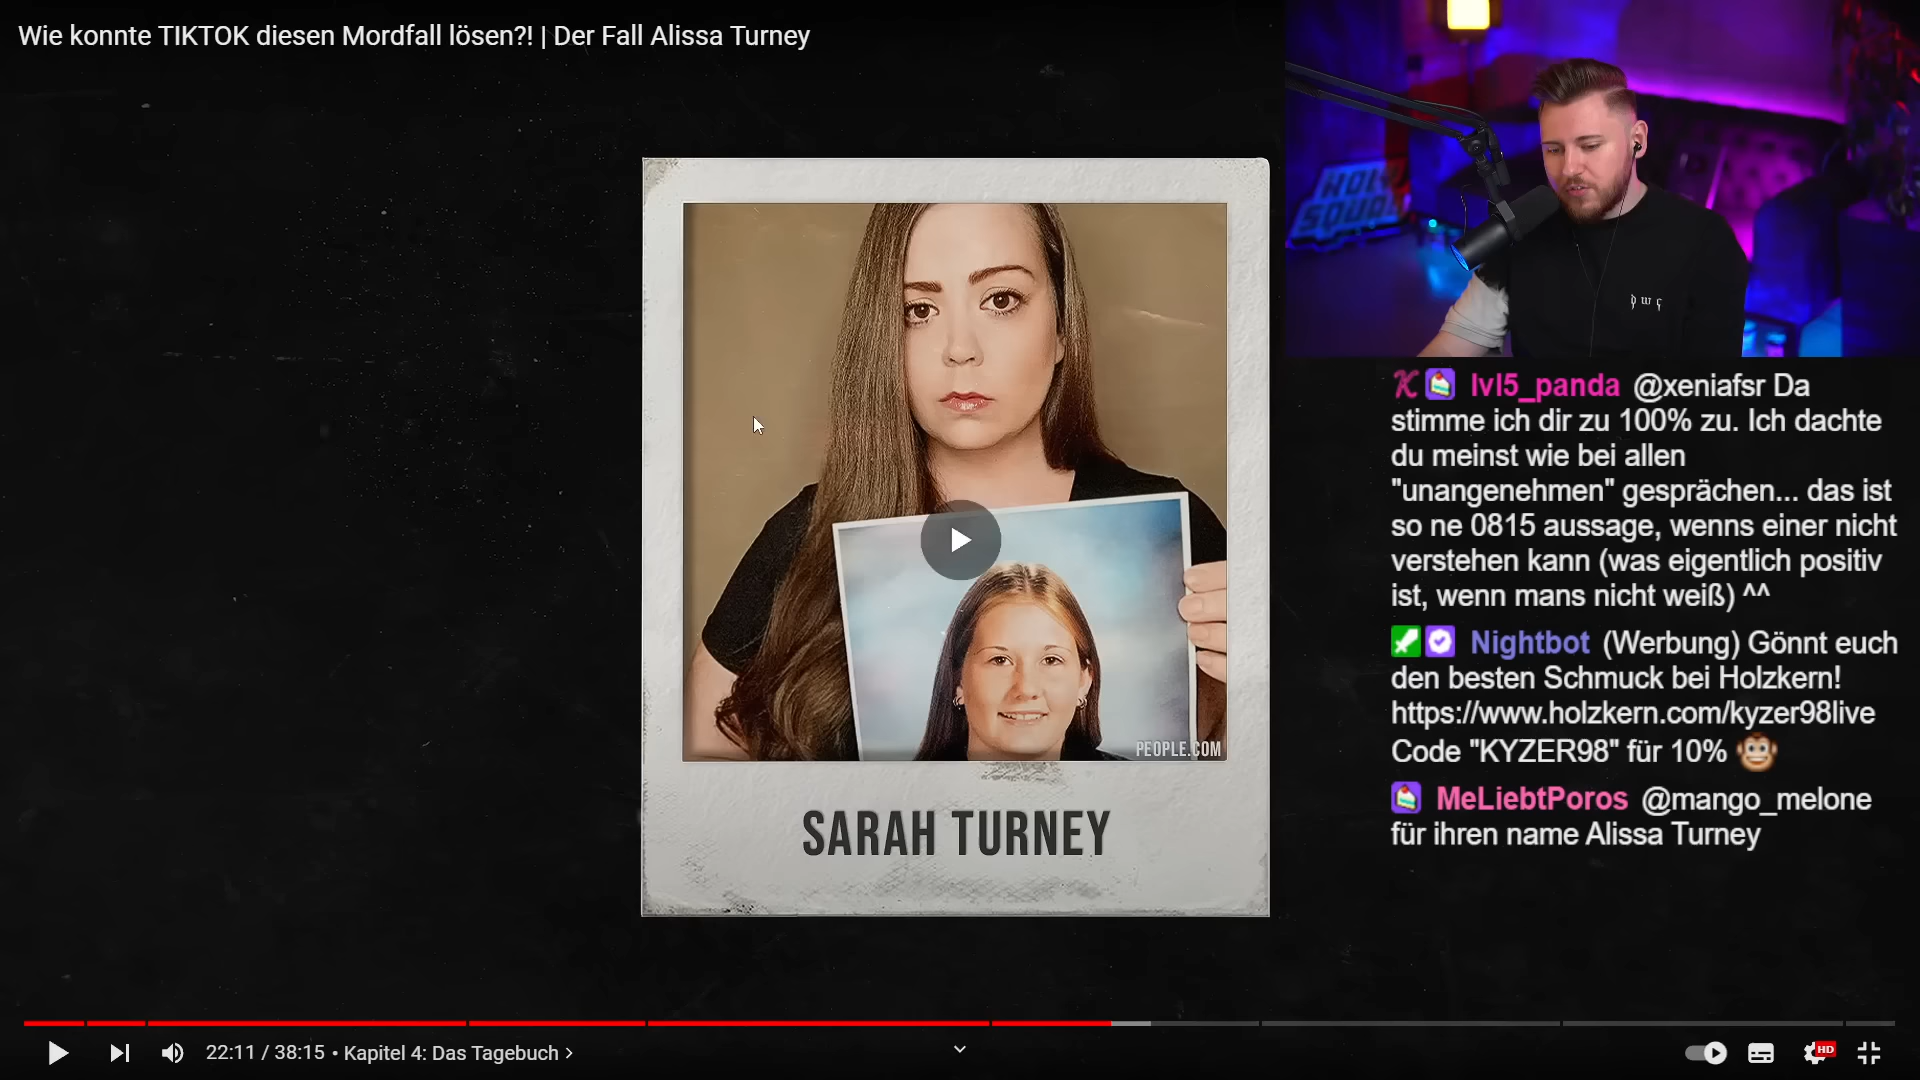 Wie konnte TIKTOK diesen Mordfall lösen?! | Der Fall Alissa Turney
HOLY
SQUAD
p w c
PEOPLE.COM
SARAH TURNEY
lvl5_panda @xeniafsr Da
stimme ich dir zu 100% zu. Ich dachte
du meinst wie bei allen
"unangenehmen" gesprächen... das ist
so ne 0815 aussage, wenns einer nicht
verstehen kann (was eigentlich positiv
ist, wenn mans nicht weiß) ^^
Nightbot (Werbung) Gönnt euch
den besten Schmuck bei Holzkern!
https://www.holzkern.com/kyzer98live
Code "KYZER98" für 10%
MeLiebtPoros @mango_melone
für ihren name Alissa Turney
22:11 / 38:15 • Kapitel 4: Das Tagebuch >
HD